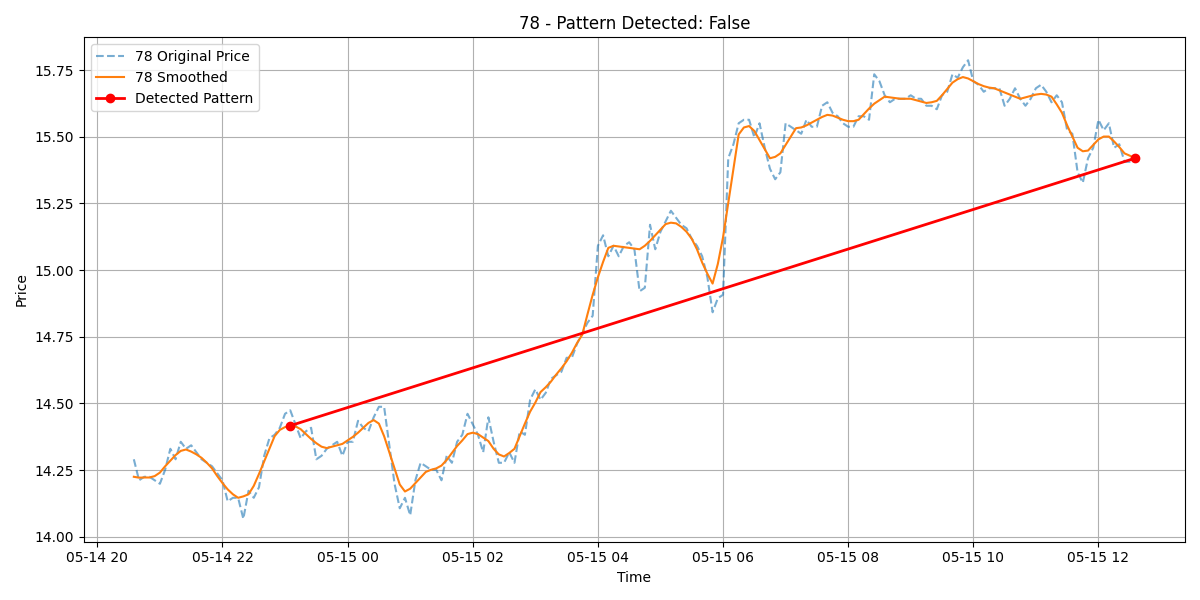 78 - Pattern Detected: False
78 Original Price
78 Smoothed
Detected Pattern
Price
15.75
15.50
15.25
15.00
14.75
14.50
14.25
14.00
05-14 20 05-14 22 05-15 00 05-15 02 05-15 04 05-15 06 05-15 08 05-15 10 05-15 12
Time